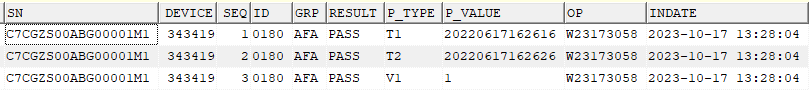 SN DEVICE SEQ ID GRP RESULT P_TYPE P_VALUE OP INDATE
C7CGZS00ABG00001M1 343419 1 0180 AFA PASS T1 20220617162616 W23173058 2023-10-17 13:28:04
C7CGZS00ABG00001M1 343419 2 0180 AFA PASS T2 20220617162626 W23173058 2023-10-17 13:28:04
C7CGZS00ABG00001M1 343419 3 0180 AFA PASS V1 1 W23173058 2023-10-17 13:28:04